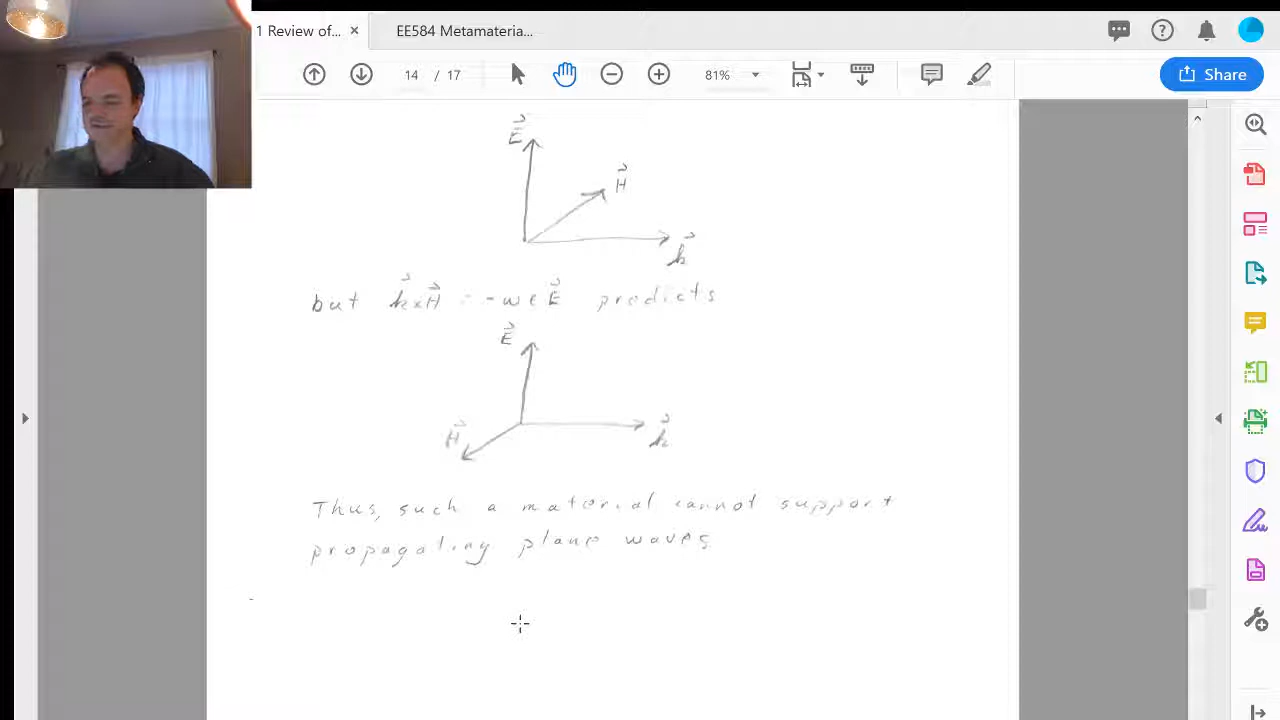 1 Review of...
EE584 Metamateria...
14 / 17
81%
Share
E
H
k
but k×H = -ωεE predicts
E
H
k
Thus, such a material cannot support
propagating plane waves.